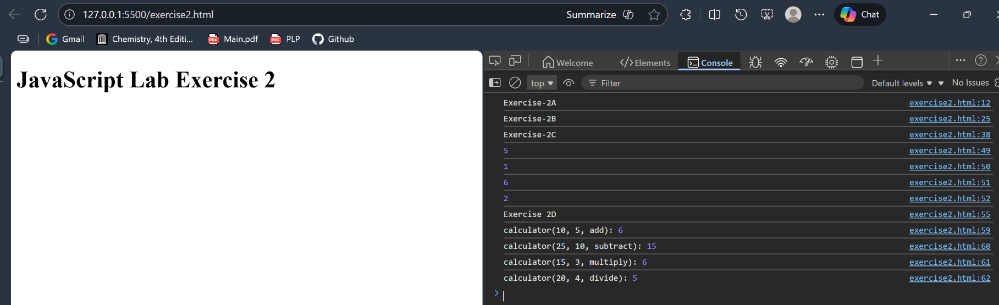 127.0.0.1:5500/exercise2.html Summarize Chat
Gmail Chemistry, 4th Editi... PDF Main.pdf PDF PLP Github
JavaScript Lab Exercise 2
Welcome </>Elements Console
top Filter Default levels No Issues
Exercise-2A exercise2.html:12
Exercise-2B exercise2.html:25
Exercise-2C exercise2.html:38
5 exercise2.html:49
1 exercise2.html:50
6 exercise2.html:51
2 exercise2.html:52
Exercise 2D exercise2.html:55
calculator(10, 5, add): 6 exercise2.html:59
calculator(25, 10, subtract): 15 exercise2.html:60
calculator(15, 3, multiply): 6 exercise2.html:61
calculator(20, 4, divide): 5 exercise2.html:62
>